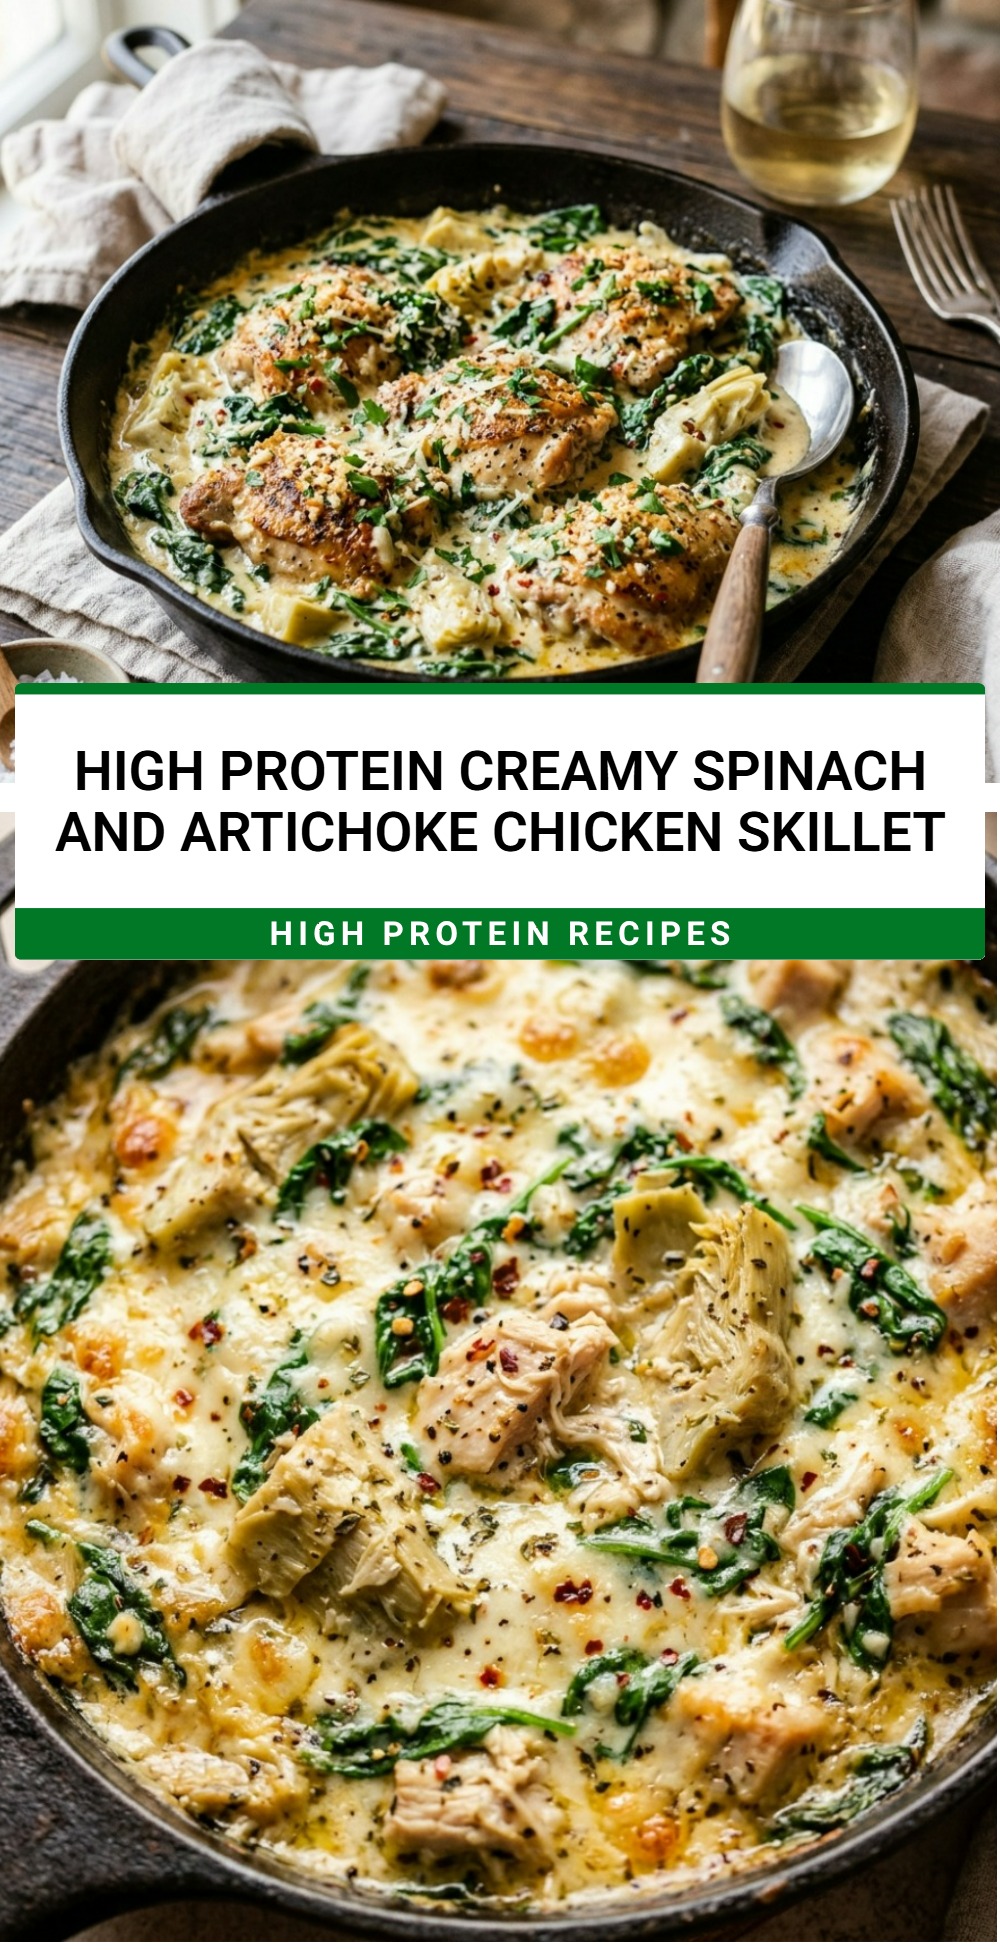 HIGH PROTEIN CREAMY SPINACH
AND ARTICHOKE CHICKEN SKILLET
HIGH PROTEIN RECIPES